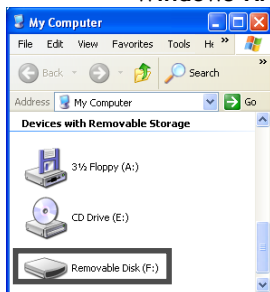 My Computer
File Edit View Favorites Tools »
Back Search »
Address My Computer Go
Devices with Removable Storage
3½ Floppy (A:)
CD Drive (E:)
Removable Disk (F:)